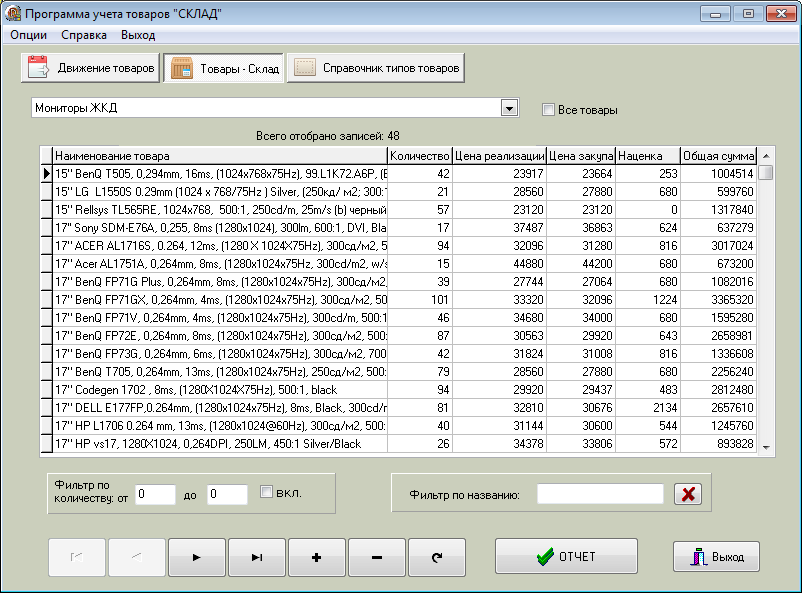 Программа учета товаров "СКЛАД"
Опции Справка Выход
Движение товаров Товары - Склад Справочник типов товаров
Мониторы ЖКД Все товары
Всего отобрано записей: 48
Наименование товара Количество Цена реализации Цена закупа Наценка Общая сумма
15'' BenQ T505, 0,294mm, 16ms, (1024x768x75Hz), 99.L1K72.A6P, (E 42 23917 23664 253 1004514
15'' LG L1550S 0.29mm (1024 x 768/75Hz ) Silver, (250кд/ м2; 300:1 21 28560 27880 680 599760
15'' Rellsys TL565RE, 1024x768, 500:1, 250cd/m, 25m/s (b) черный 57 23120 23120 0 1317840
17'' Sony SDM-E76A, 0,255, 8ms (1280x1024), 300lm, 600:1, DVI, Bla 17 37487 36863 624 637279
17'' ACER AL1716S, 0.264, 12ms, (1280 X 1024X75Hz), 300сд/м2, 5 94 32096 31280 816 3017024
17'' Acer AL1751A, 0,264mm, 8ms (1280x1024x75Hz, 300cd/m2, w/s 15 44880 44200 680 673200
17'' BenQ FP71G Plus, 0,264mm, 8ms, (1280x1024x75Hz), 300сд/м2, 39 27744 27064 680 1082016
17'' BenQ FP71GX, 0,264mm, 4ms, (1280x1024x75Hz), 300сд/м2, 50 101 33320 32096 1224 3365320
17'' BenQ FP71V, 0,264mm, 4ms, (1280x1024x75Hz), 300cd/m, 500:1 46 34680 34000 680 1595280
17'' BenQ FP72E, 0,264mm, 8ms, (1280x1024x75Hz), 300сд/м2, 500: 87 30563 29920 643 2658981
17'' BenQ FP73G, 0,264mm, 6ms, (1280x1024x75Hz), 300сд/м2, 700 42 31824 31008 816 1336608
17'' BenQ T705, 0,264mm, 13ms, (1280x1024x75Hz), 250сд/м2, 500: 79 28560 27880 680 2256240
17'' Codegen 1702 , 8ms, (1280X1024X75Hz), 500:1, black 94 29920 29437 483 2812480
17'' DELL E177FP,0.264mm, (1280x1024x75Hz), 8ms, Black, 300cd/r 81 32810 30676 2134 2657610
17'' HP L1706 0.264 mm, 13ms, (1280x1024@60Hz), 300сд/м2, 500: 40 31144 30600 544 1245760
17'' HP vs17, 1280X1024, 0,264DPI, 250LM, 450:1 Silver/Black 26 34378 33806 572 893828
Фильтр по
количеству: от 0 до 0 вкл. Фильтр по названию:
ОТЧЕТ Выход